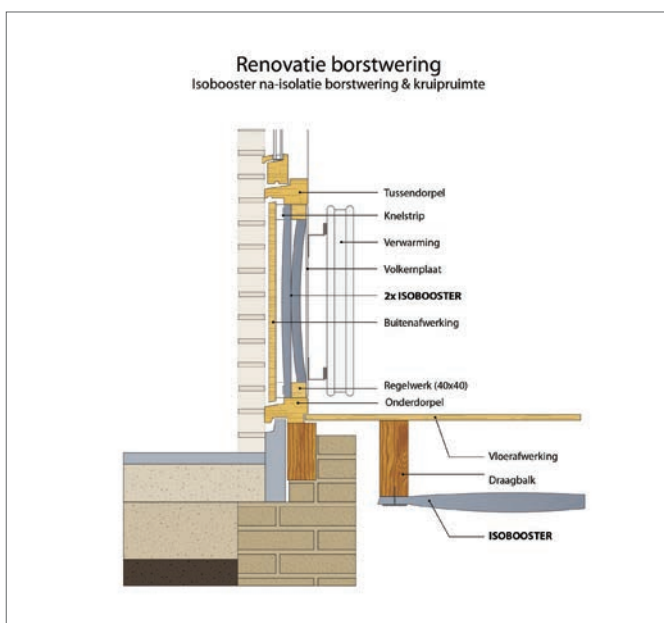 Renovatie borstwering
Isobooster na-isolatie borstwering & kruipruimte
Tussendorpel
Knelstrip
Verwarming
Volkernplaat
2x ISOBOOSTER
Buitenafwerking
Regelwerk (40x40)
Onderdorpel
Vloerafwerking
Draagbalk
ISOBOOSTER